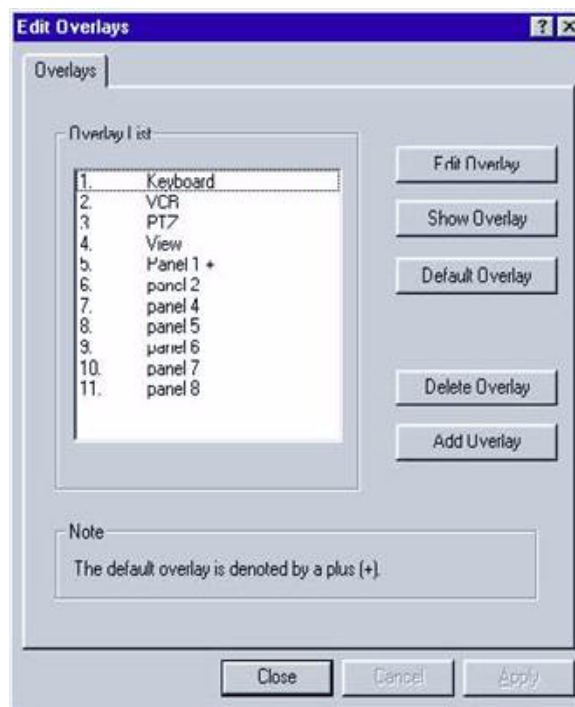 Edit Overlays
Overlays
Overlay List
1. Keyboard
2. VCR
3. PTZ
4. View
5. Panel 1 +
6. panel 2
7. panel 4
8. panel 5
9. panel 6
10. panel 7
11. panel 8
Edit Overlay
Show Overlay
Default Overlay
Delete Overlay
Add Overlay
Note
The default overlay is denoted by a plus (+).
Close
Cancel
Apply